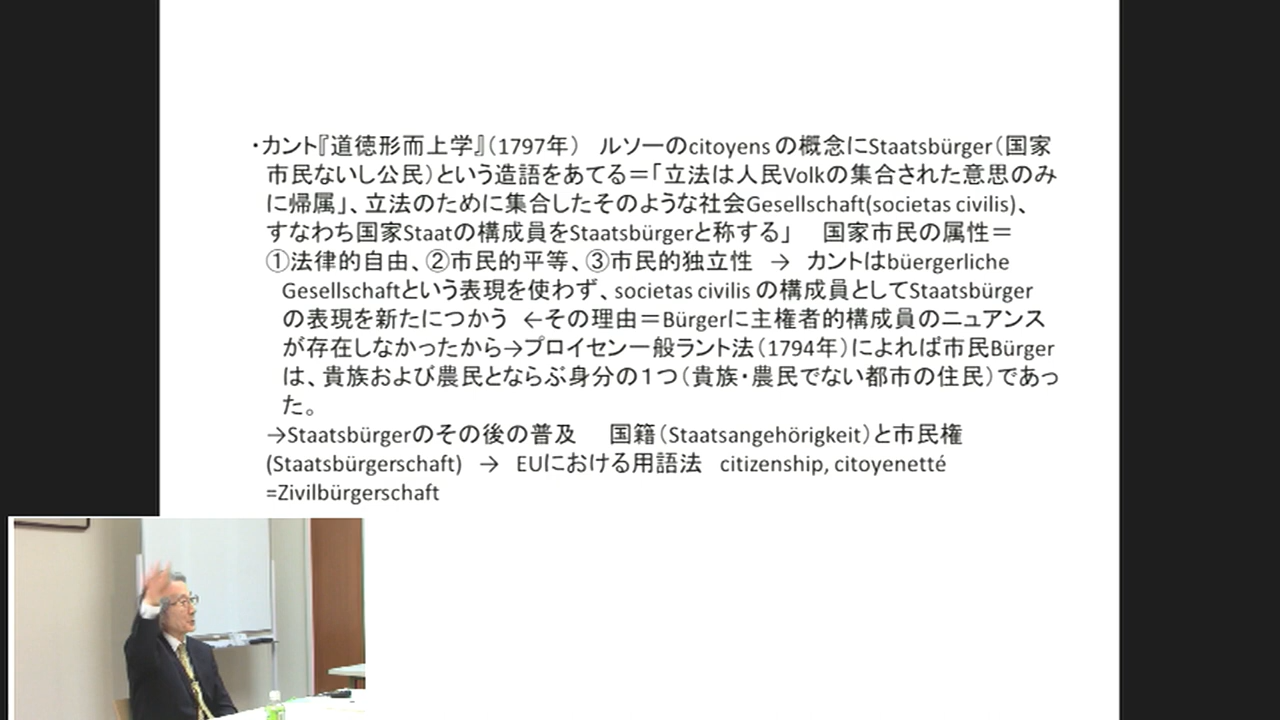 ・カント『道徳形而上学』（1797年）　ルソーのcitoyens の概念にStaatsbürger（国家
市民ないし公民）という造語をあてる＝「立法は人民Volkの集合された意思のみ
に帰属」、立法のために集合したそのような社会Gesellschaft(societas civilis)、
すなわち国家Staatの構成員をStaatsbürgerと称する」　国家市民の属性＝
①法律的自由、②市民的平等、③市民的独立性　→　カントはbüergerliche
Gesellschaftという表現を使わず、societas civilis の構成員としてStaatsbürger
の表現を新たにつかう　←その理由＝Bürgerに主権者的構成員のニュアンス
が存在しなかったから→プロイセン一般ラント法（1794年）によれば市民Bürger
は、貴族および農民とならぶ身分の１つ（貴族・農民でない都市の住民）であっ
た。
→Staatsbürgerのその後の普及　　国籍（Staatsangehörigkeit）と市民権
(Staatsbürgerschaft)　→　EUにおける用語法　citizenship, citoyenetté
=Zivilbürgerschaft